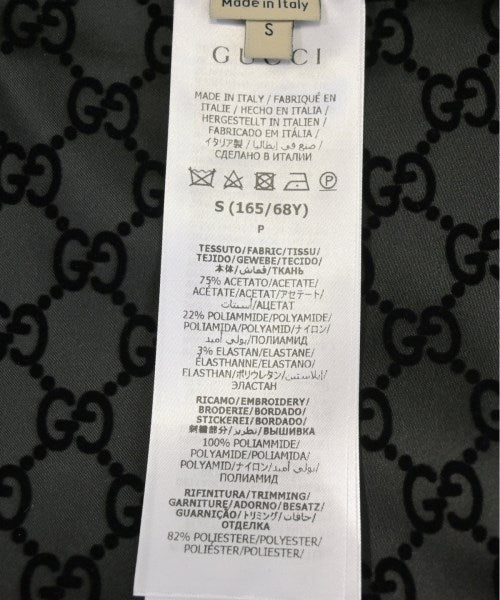 Made in Italy
S
GUCCI
MADE IN ITALY / FABRIQUÉ EN
ITALIE / HECHO EN ITALIA /
HERGESTELLT IN ITALIEN /
FABRICADO EM ITÁLIA /
イタリア製 / صنع في إيطاليا /
СДЕЛАНО В ИТАЛИИ
P
S (165/68Y)
P
TESSUTO/FABRIC/TISSU/
TEJIDO/GEWEBE/TECIDO/
本体/قماش/ТКАНЬ
75% ACETATO/ACETATE/
ACÉTATE/ACETAT/アセテート/
أسيتات/АЦЕТАТ
22% POLIAMMIDE/POLYAMIDE/
POLIAMIDA/POLYAMID/ナイロン/
بولي أميد/ПОЛИАМИД
3% ELASTAN/ELASTANE/
ÉLASTHANNE/ELASTANO/
ELASTHAN/ポリウレタン/إيلاستين/
ЭЛАСТАН
RICAMO/EMBROIDERY/
BRODERIE/BORDADO/
STICKEREI/BORDADO/
刺繍部分/تطريز/ВЫШИВКА
100% POLIAMMIDE/
POLYAMIDE/POLIAMIDA/
POLYAMID/ナイロン/بولي أميد/
ПОЛИАМИД
RIFINITURA/TRIMMING/
GARNITURE/ADORNO/BESATZ/
GUARNIÇÃO/トリミング/حافات/
ОТДЕЛКА
82% POLIESTERE/POLYESTER/
POLIÉSTER/POLYESTER/